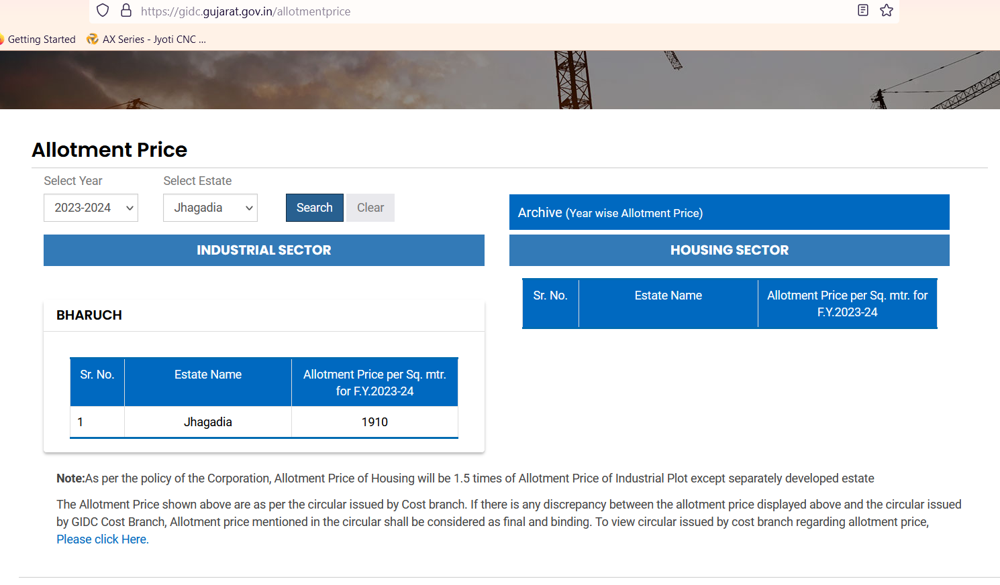 https://gidc.gujarat.gov.in/allotmentprice
Getting Started AX Series - Jyoti CNC ...
Allotment Price
Select Year Select Estate
2023-2024 Jhagadia Search Clear
Archive (Year wise Allotment Price)
INDUSTRIAL SECTOR
BHARUCH
Sr. No. Estate Name Allotment Price per Sq. mtr.
for F.Y.2023-24
1 Jhagadia 1910
HOUSING SECTOR
Sr. No. Estate Name Allotment Price per Sq. mtr. for
F.Y.2023-24
Note:As per the policy of the Corporation, Allotment Price of Housing will be 1.5 times of Allotment Price of Industrial Plot except separately developed estate
The Allotment Price shown above are as per the circular issued by Cost branch. If there is any discrepancy between the allotment price displayed above and the circular issued
by GIDC Cost Branch, Allotment price mentioned in the circular shall be considered as final and binding. To view circular issued by cost branch regarding allotment price,
Please click Here.